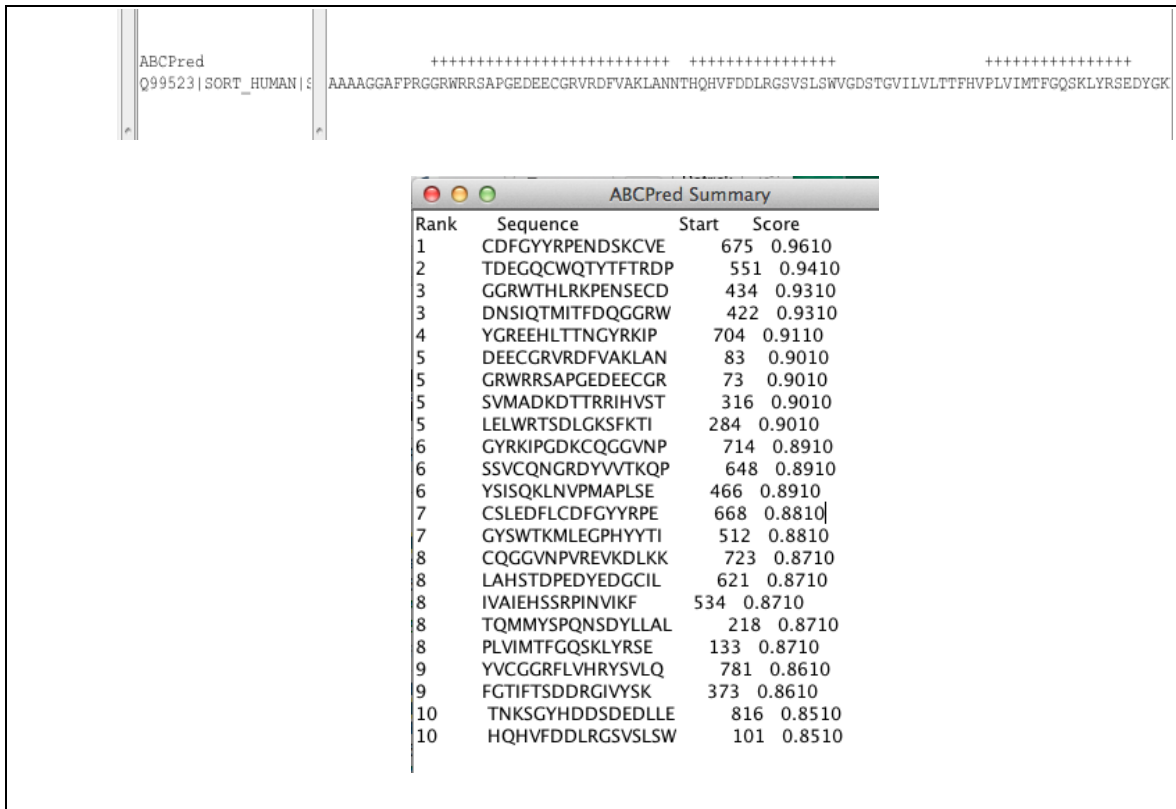 ABCPred ++++++++++++++++++++++++++ ++++++++++++++++ ++++++++++++++++
Q99523|SORT_HUMAN|S AAAAGGAFPRGGRWRRSAPGEDEECGRVRDFVAKLANNTHQHVFDDLRGSVSLSWVGDSTGVILVLTTFHVPLVIMTFGQSKLYRSEDYGK
ABCPred Summary
Rank Sequence Start Score
1 CDFGYYRPENDSKCVE 675 0.9610
2 TDEGQCWQTYTFTRDP 551 0.9410
3 GGRWTHLRKPENSECD 434 0.9310
3 DNSIQTMITFDQGGRW 422 0.9310
4 YGREEHLTTNGYRKIP 704 0.9110
5 DEECGRVRDFVAKLAN 83 0.9010
5 GRWRRSAPGEDEECGR 73 0.9010
5 SVMADKDTTRRIHVST 316 0.9010
5 LELWRTSDLGKSFKTI 284 0.9010
6 GYRKIPGDKCQGGVNP 714 0.8910
6 SSVCQNGRDYVVTKQP 648 0.8910
6 YSISQKLNVPMAPLSE 466 0.8910
7 CSLEDFLCDFGYYRPE 668 0.8810
7 GYSWTKMLEGPHYYTI 512 0.8810
8 CQGGVNPVREVKDLKK 723 0.8710
8 LAHSTDPEDYEDGCIL 621 0.8710
8 IVAIEHSSRPINVIKF 534 0.8710
8 TQMMYSPQNSDYLLAL 218 0.8710
8 PLVIMTFGQSKLYRSE 133 0.8710
9 YVCGGRFLVHRYSVLQ 781 0.8610
9 FGTIFTSDDRGIVYSK 373 0.8610
10 TNKSGYHDDSDEDLLE 816 0.8510
10 HQHVFDDLRGSVSLSW 101 0.8510